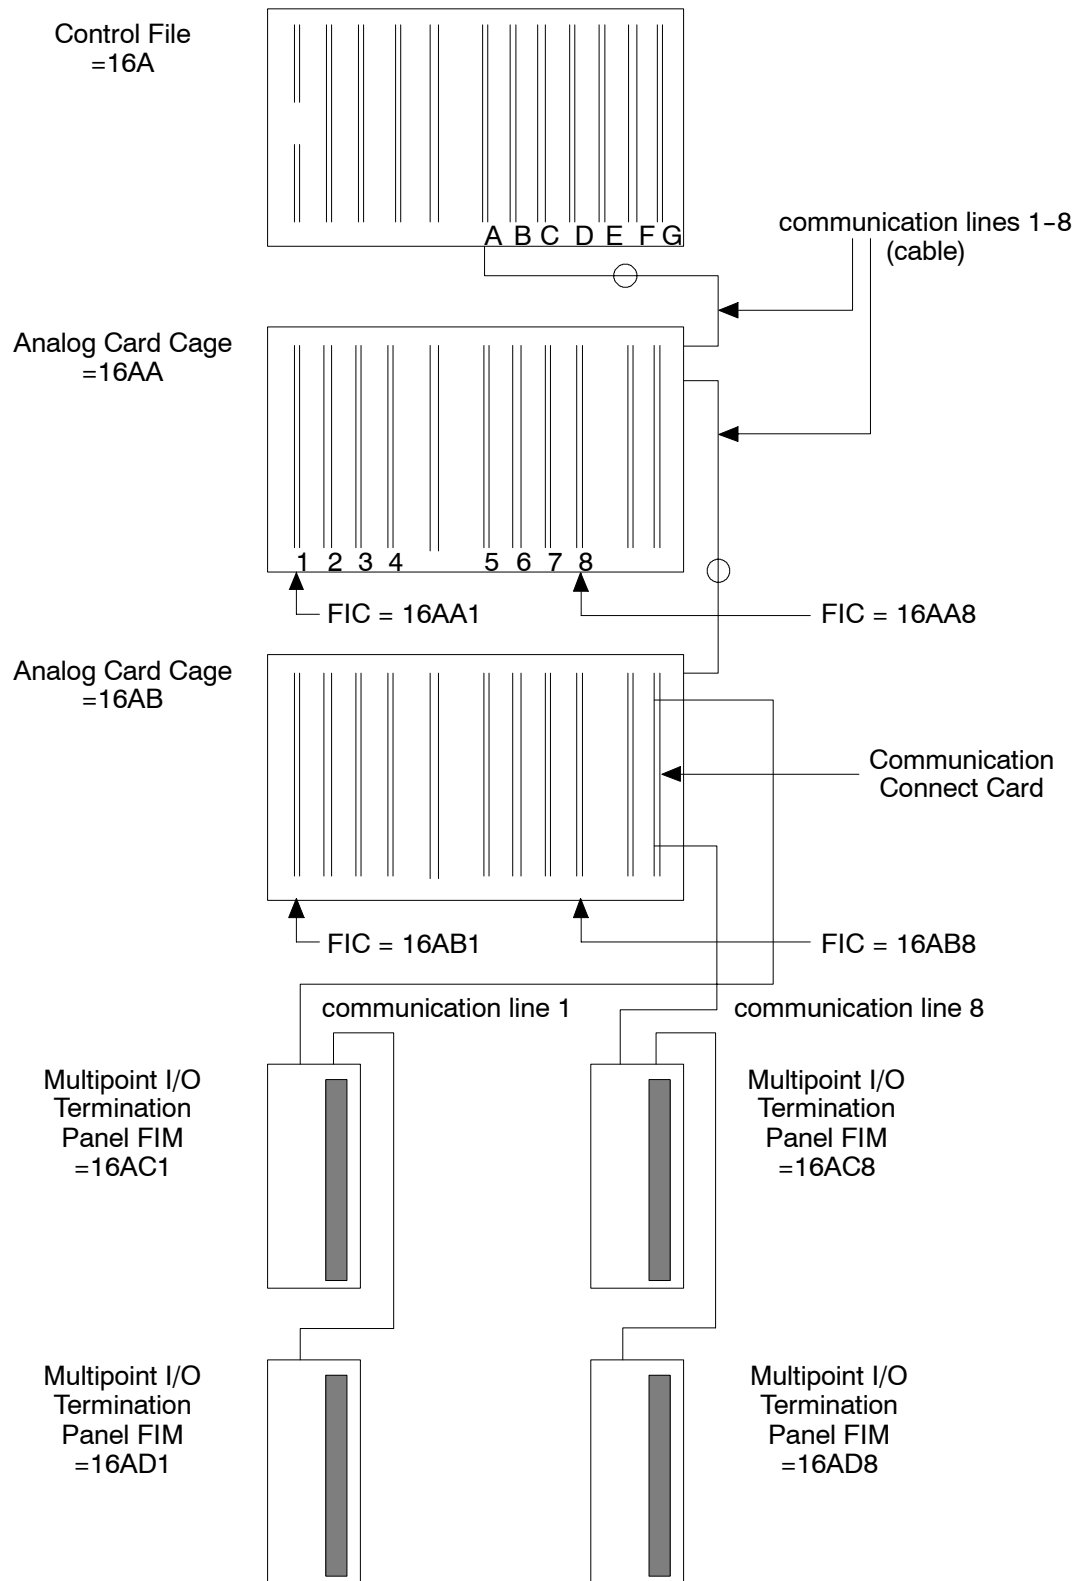 Control File
=16A
A B C D E F G
communication lines 1-8
(cable)
Analog Card Cage
=16AA
1 2 3 4 5 6 7 8
FIC = 16AA1
FIC = 16AA8
Analog Card Cage
=16AB
Communication
Connect Card
FIC = 16AB1
FIC = 16AB8
communication line 1
communication line 8
Multipoint I/O
Termination
Panel FIM
=16AC1
Multipoint I/O
Termination
Panel FIM
=16AC8
Multipoint I/O
Termination
Panel FIM
=16AD1
Multipoint I/O
Termination
Panel FIM
=16AD8